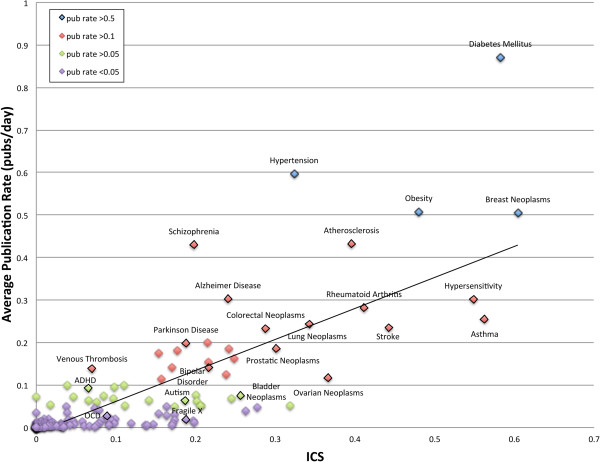 1
pub rate >0.5
pub rate >0.1
pub rate >0.05
pub rate <0.05
Diabetes Mellitus
0.9
0.8
0.7
Hypertension
0.6
Obesity
Breast Neoplasms
0.5
Schizophrenia
Atherosclerosis
0.4
Alzheimer Disease
Rheumatoid Arthritis
Hypersensitivity
0.3
Colorectal Neoplasms
Parkinson Disease
Lung Neoplasms
Stroke
Asthma
0.2
Venous Thrombosis
Prostatic Neoplasms
Bipolar
Disorder
ADHD
0.1
Autism
Bladder
Neoplasms
Ovarian Neoplasms
OCD
Fragile X
0
0
0.1
0.2
0.3
0.4
0.5
0.6
0.7
ICS
Average Publication Rate (pubs/day)